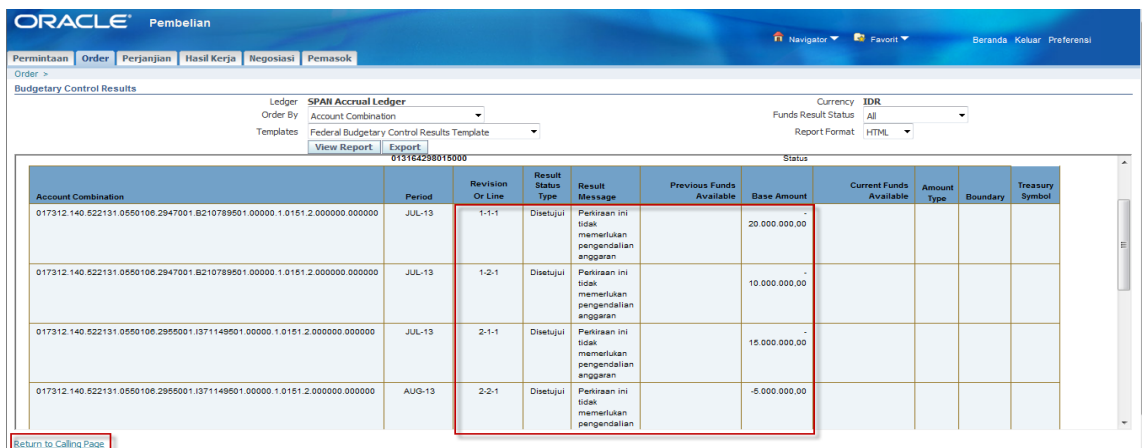 ORACLE® Pembelian
Navigator Favorit Beranda Keluar Preferensi
Permintaan Order Perjanjian Hasil Kerja Negosiasi Pemasok
Order >
Budgetary Control Results
Ledger SPAN Accrual Ledger Currency IDR
Order By Account Combination Funds Result Status All
Templates Federal Budgetary Control Results Template Report Format HTML
View Report Export
013164298015000 Status
Account Combination Period Revision Or Line Result Status Type Result Message Previous Funds Available Base Amount Current Funds Available Amount Type Boundary Treasury Symbol
017312.140.522131.0550106.2947001.B210789501.00000.1.0151.2.000000.000000 JUL-13 1-1-1 Disetujui Perkiraan ini -
tidak 20.000.000,00
memerlukan
pengendalian
anggaran
017312.140.522131.0550106.2947001.B210789501.00000.1.0151.2.000000.000000 JUL-13 1-2-1 Disetujui Perkiraan ini -
tidak 10.000.000,00
memerlukan
pengendalian
anggaran
017312.140.522131.0550106.2955001.I371149501.00000.1.0151.2.000000.000000 JUL-13 2-1-1 Disetujui Perkiraan ini -
tidak 15.000.000,00
memerlukan
pengendalian
anggaran
017312.140.522131.0550106.2955001.I371149501.00000.1.0151.2.000000.000000 AUG-13 2-2-1 Disetujui Perkiraan ini -5.000.000,00
tidak
memerlukan
pengendalian
Return to Calling Page